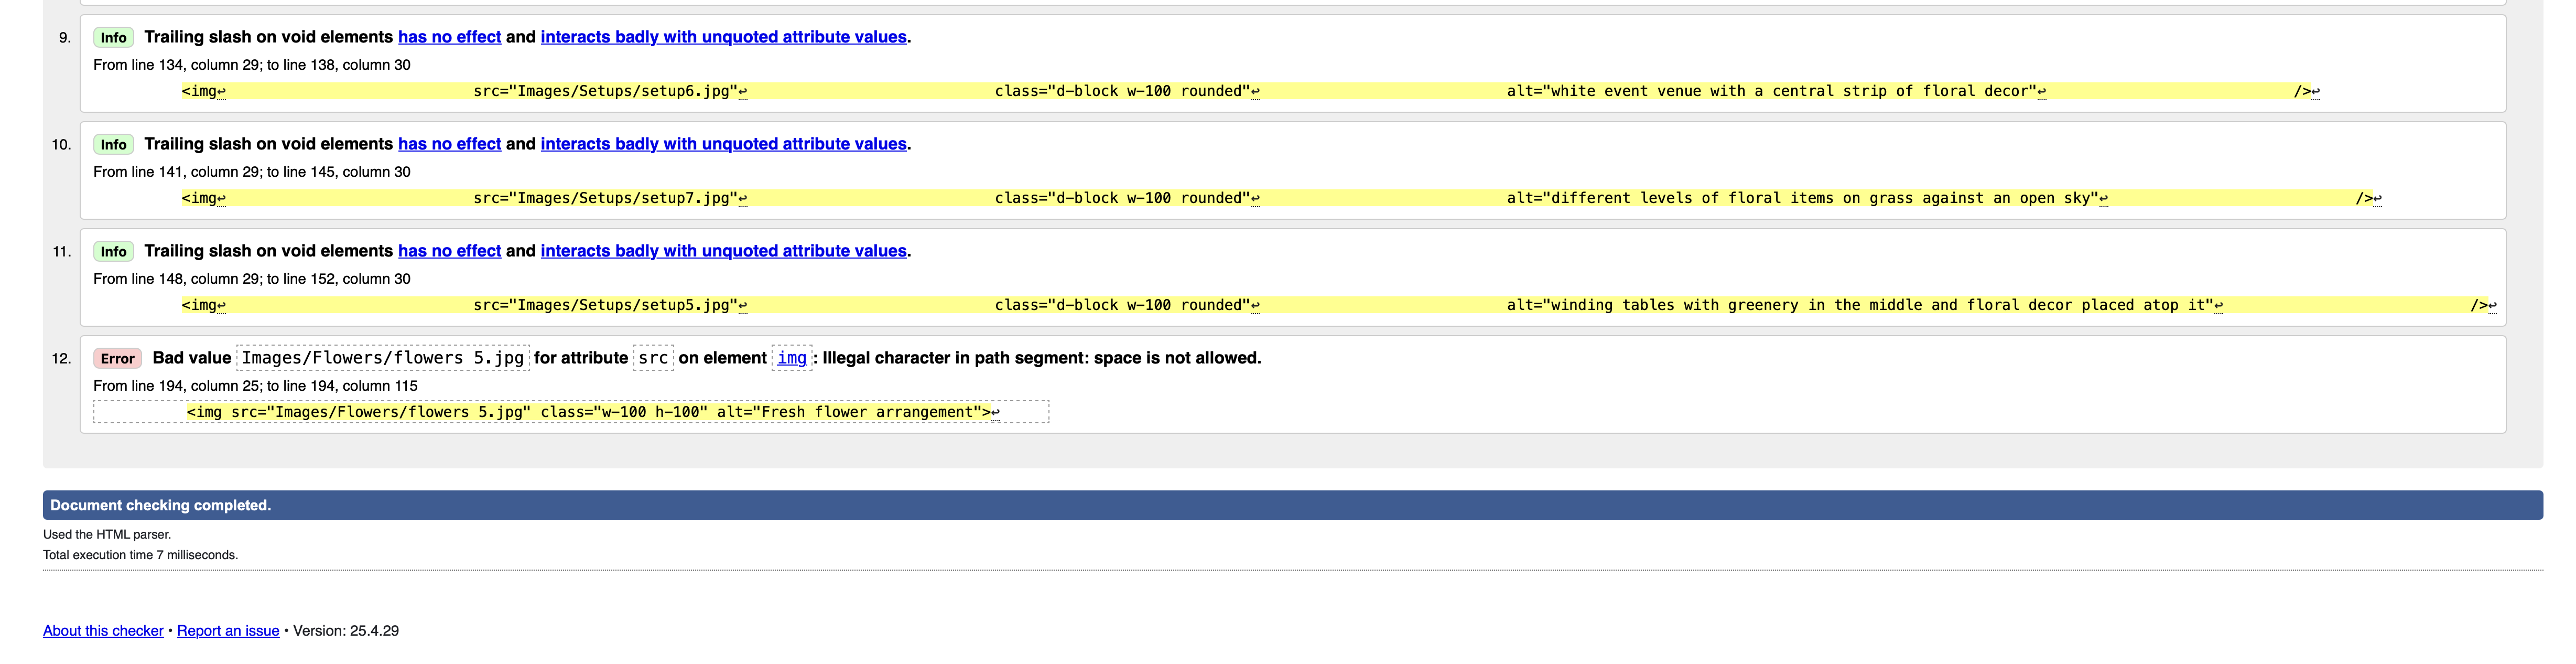 9. Info Trailing slash on void elements has no effect and interacts badly with unquoted attribute values.
From line 134, column 29; to line 138, column 30
<img↩ src="Images/Setups/setup6.jpg"↩ class="d-block w-100 rounded"↩ alt="white event venue with a central strip of floral decor"↩ />↩
10. Info Trailing slash on void elements has no effect and interacts badly with unquoted attribute values.
From line 141, column 29; to line 145, column 30
<img↩ src="Images/Setups/setup7.jpg"↩ class="d-block w-100 rounded"↩ alt="different levels of floral items on grass against an open sky"↩ />↩
11. Info Trailing slash on void elements has no effect and interacts badly with unquoted attribute values.
From line 148, column 29; to line 152, column 30
<img↩ src="Images/Setups/setup5.jpg"↩ class="d-block w-100 rounded"↩ alt="winding tables with greenery in the middle and floral decor placed atop it"↩ />↩
12. Error Bad value Images/Flowers/flowers 5.jpg for attribute src on element img: Illegal character in path segment: space is not allowed.
From line 194, column 25; to line 194, column 115
<img src="Images/Flowers/flowers 5.jpg" class="w-100 h-100" alt="Fresh flower arrangement">↩
Document checking completed.
Used the HTML parser.
Total execution time 7 milliseconds.
About this checker • Report an issue • Version: 25.4.29